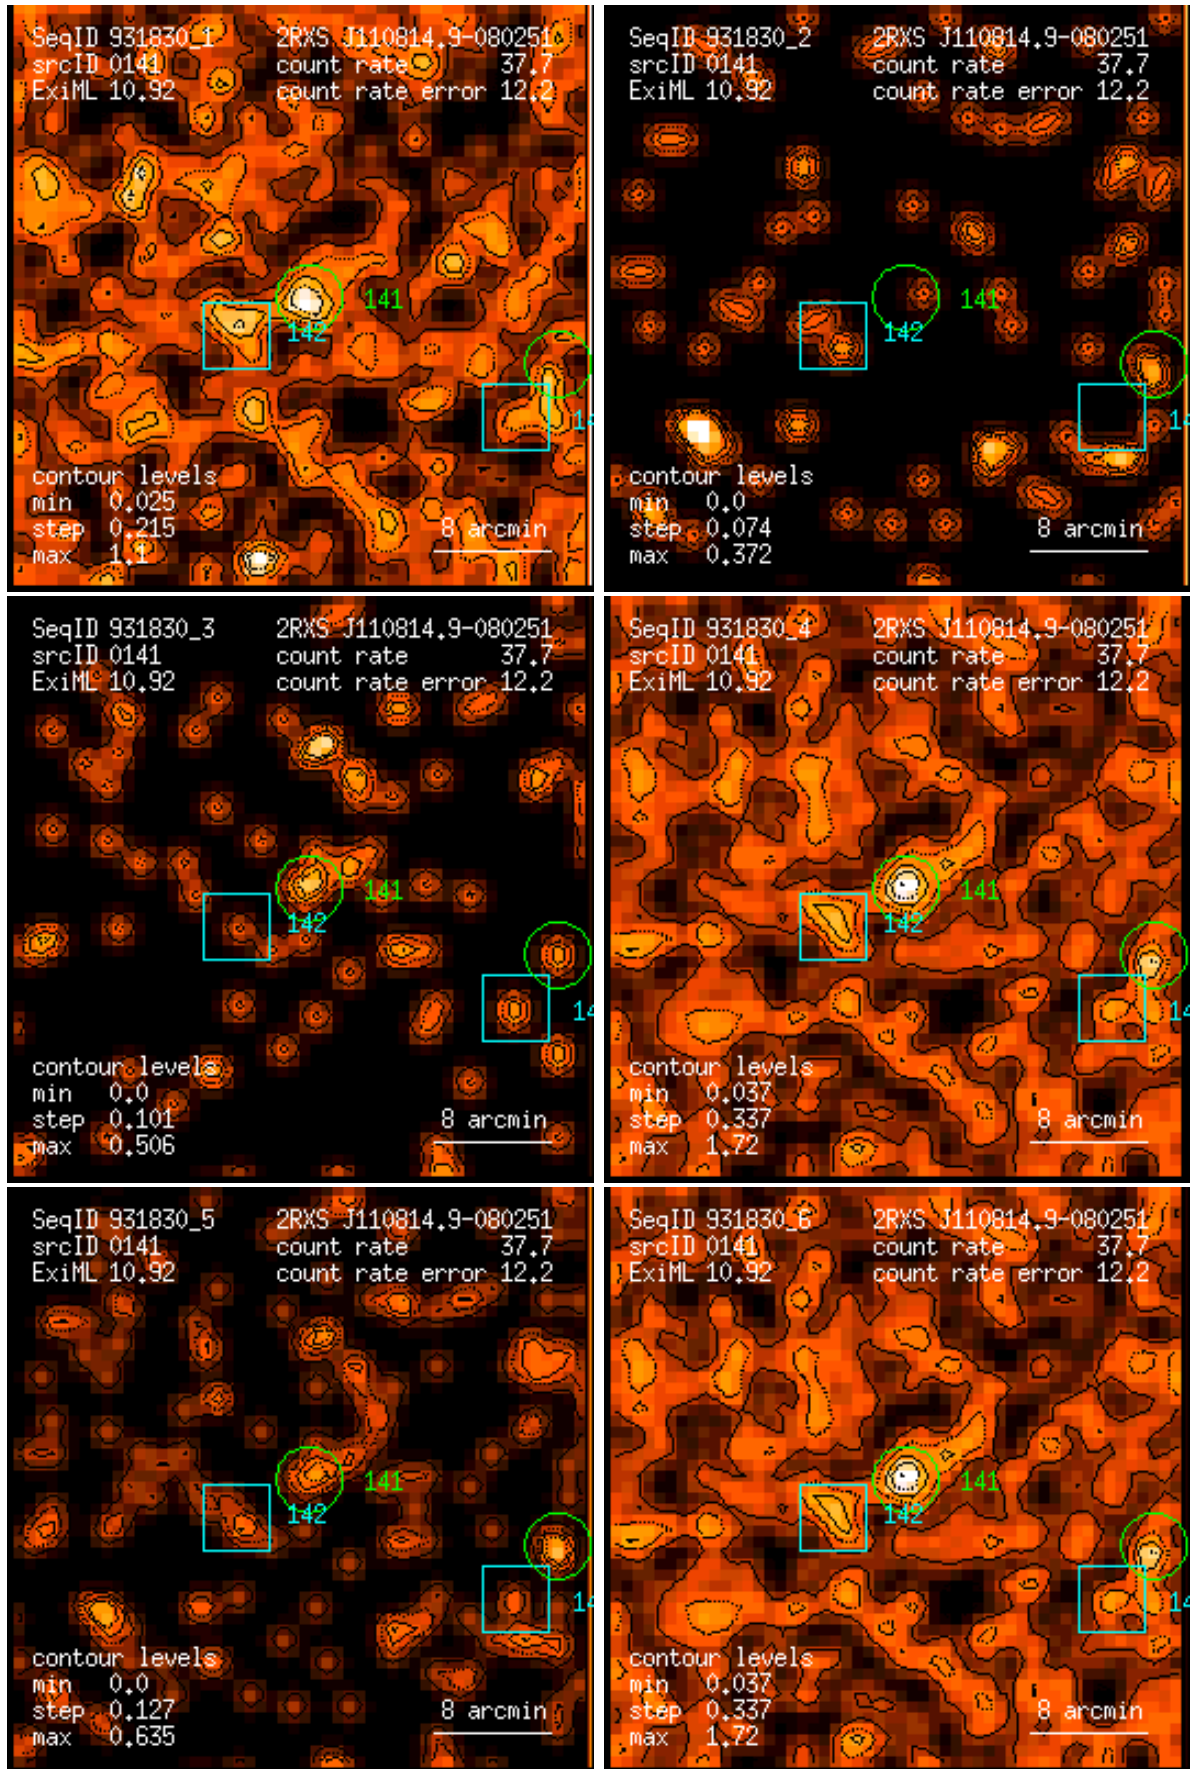 SeqID 931830_1 2RXS J110814.9-080251
srcID 0141 count rate 37.7
ExiML 10.92 count rate error 12.2
141
142
14
contour levels
min 0.025
step 0.215 8 arcmin
max 1.1
SeqID 931830_2 2RXS J110814.9-080251
srcID 0141 count rate 37.7
ExiML 10.92 count rate error 12.2
141
142
14
contour levels
min 0.0
step 0.074 8 arcmin
max 0.372
SeqID 931830_3 2RXS J110814.9-080251
srcID 0141 count rate 37.7
ExiML 10.92 count rate error 12.2
141
142
14
contour levels
min 0.0
step 0.101 8 arcmin
max 0.506
SeqID 931830_4 2RXS J110814.9-080251
srcID 0141 count rate 37.7
ExiML 10.92 count rate error 12.2
141
142
14
contour levels
min 0.037
step 0.337 8 arcmin
max 1.72
SeqID 931830_5 2RXS J110814.9-080251
srcID 0141 count rate 37.7
ExiML 10.92 count rate error 12.2
141
142
14
contour levels
min 0.0
step 0.127 8 arcmin
max 0.635
SeqID 931830_6 2RXS J110814.9-080251
srcID 0141 count rate 37.7
ExiML 10.92 count rate error 12.2
141
142
14
contour levels
min 0.037
step 0.337 8 arcmin
max 1.72